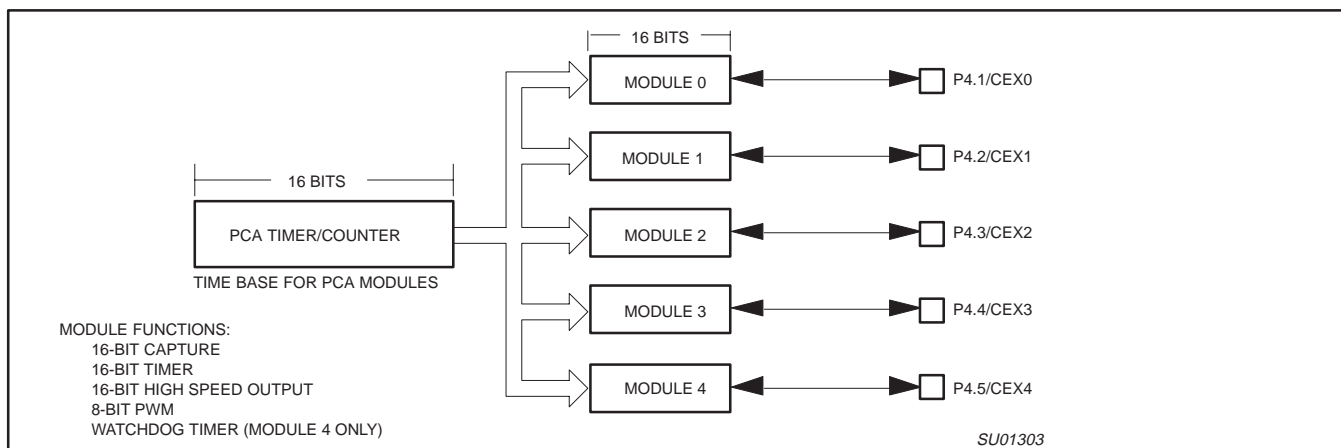 16 BITS
MODULE 0
P4.1/CEX0
MODULE 1
P4.2/CEX1
16 BITS
PCA TIMER/COUNTER
TIME BASE FOR PCA MODULES
MODULE 2
P4.3/CEX2
MODULE 3
P4.4/CEX3
MODULE 4
P4.5/CEX4
MODULE FUNCTIONS:
16-BIT CAPTURE
16-BIT TIMER
16-BIT HIGH SPEED OUTPUT
8-BIT PWM
WATCHDOG TIMER (MODULE 4 ONLY)
SU01303